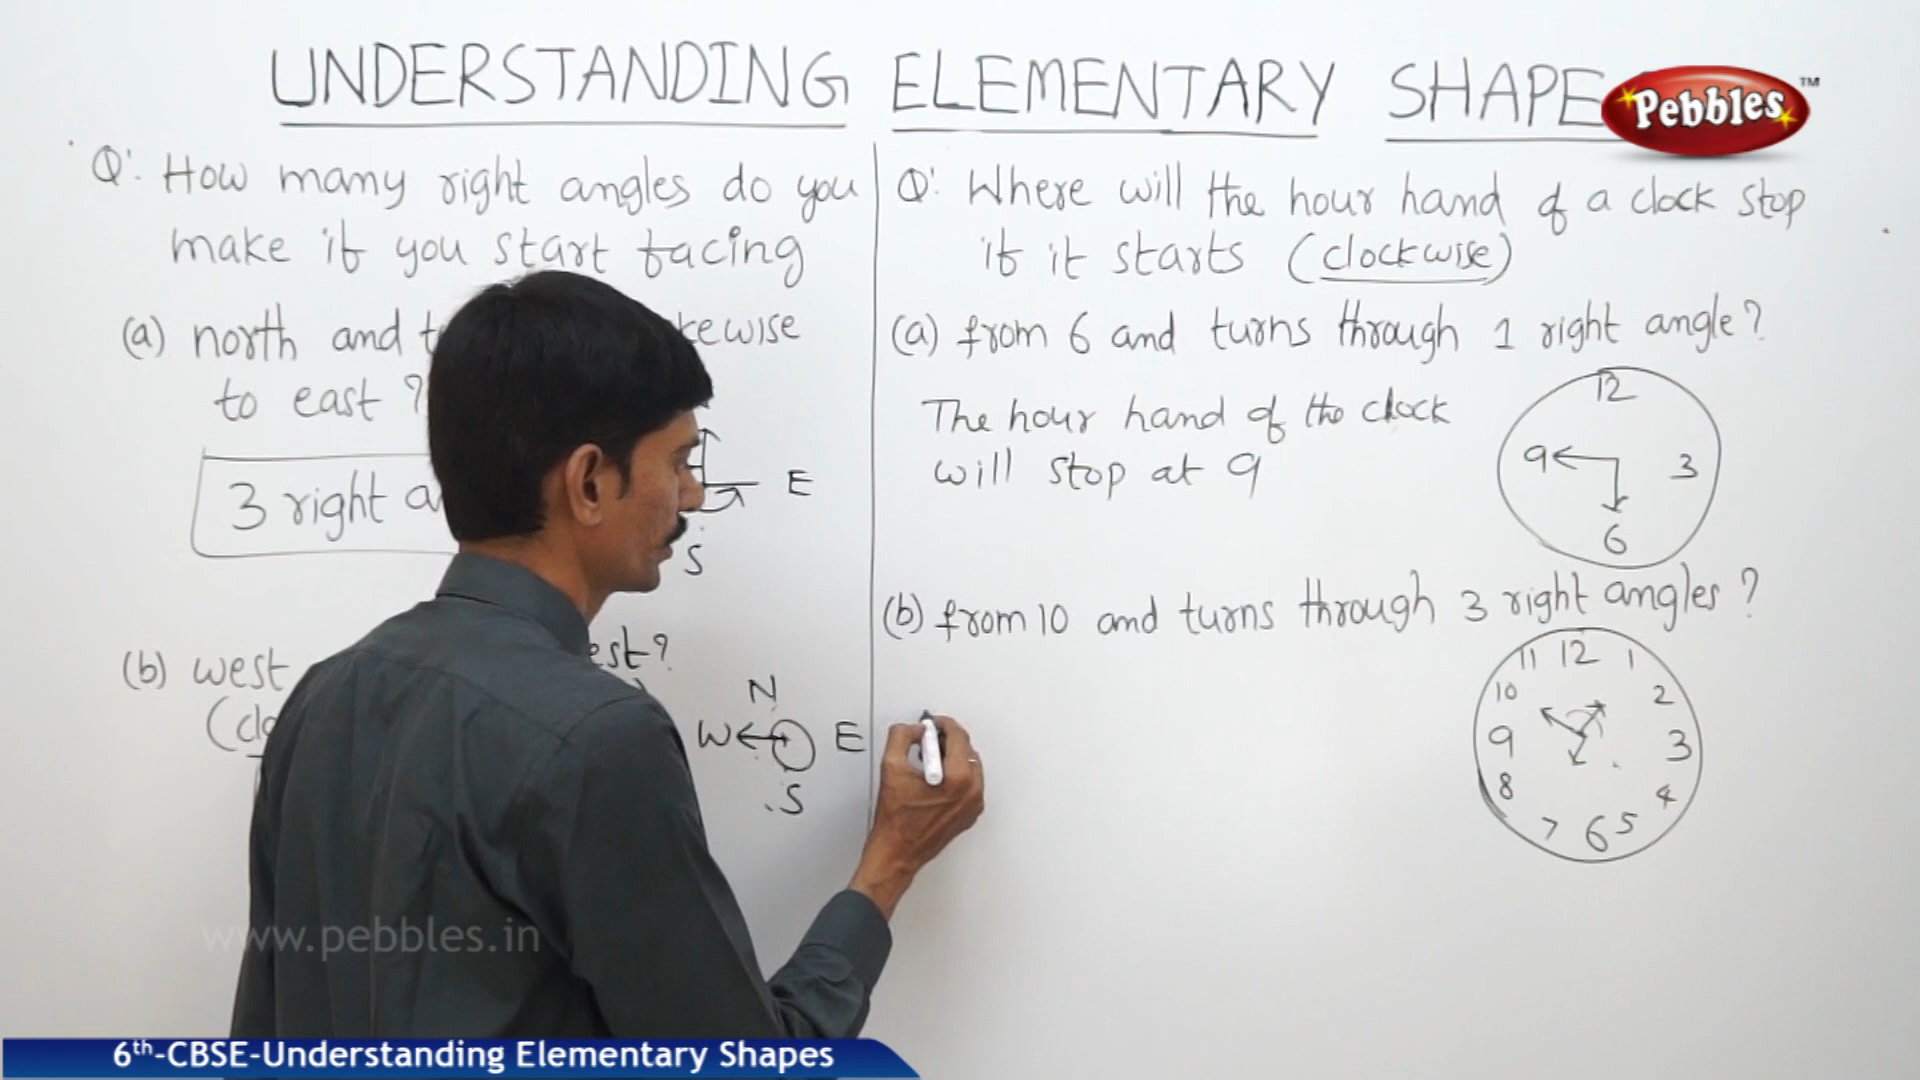 UNDERSTANDING ELEMENTARY SHAPE
Pebbles™
Q: How many right angles do you
make if you start facing
(a) north and
to east ?
3 right
E
S
(b) west
N
W E
S
Q: Where will the hour hand of a clock stop
if it starts (clockwise)
(a) from 6 and turns through 1 right angle?
The hour hand of the clock
will stop at 9
12
9 3
6
(b) from 10 and turns through 3 right angles?
11 12 1
10 2
9 3
8 4
7 6 5
www.pebbles.in
6th-CBSE-Understanding Elementary Shapes